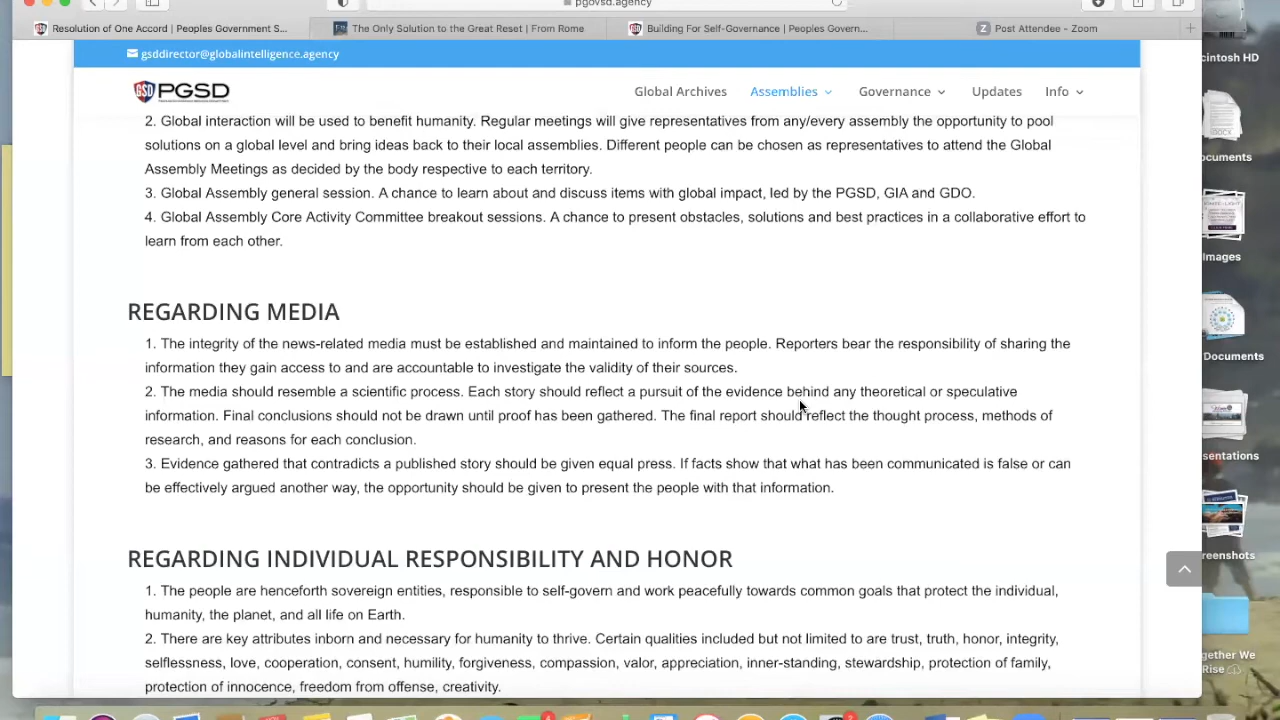 pgovsd.agency
Resolution of One Accord | Peoples Government S...
The Only Solution to the Great Reset | From Rome
Building For Self-Governance | Peoples Govern...
Z Post Attendee - Zoom
gsddirector@globalintelligence.agency
GSD PGSD
Global Archives Assemblies Governance Updates Info
2. Global interaction will be used to benefit humanity. Regular meetings will give representatives from any/every assembly the opportunity to pool
solutions on a global level and bring ideas back to their local assemblies. Different people can be chosen as representatives to attend the Global
Assembly Meetings as decided by the body respective to each territory.
3. Global Assembly general session. A chance to learn about and discuss items with global impact, led by the PGSD, GIA and GDO.
4. Global Assembly Core Activity Committee breakout sessions. A chance to present obstacles, solutions and best practices in a collaborative effort to
learn from each other.
REGARDING MEDIA
1. The integrity of the news-related media must be established and maintained to inform the people. Reporters bear the responsibility of sharing the
information they gain access to and are accountable to investigate the validity of their sources.
2. The media should resemble a scientific process. Each story should reflect a pursuit of the evidence behind any theoretical or speculative
information. Final conclusions should not be drawn until proof has been gathered. The final report should reflect the thought process, methods of
research, and reasons for each conclusion.
3. Evidence gathered that contradicts a published story should be given equal press. If facts show that what has been communicated is false or can
be effectively argued another way, the opportunity should be given to present the people with that information.
REGARDING INDIVIDUAL RESPONSIBILITY AND HONOR
1. The people are henceforth sovereign entities, responsible to self-govern and work peacefully towards common goals that protect the individual,
humanity, the planet, and all life on Earth.
2. There are key attributes inborn and necessary for humanity to thrive. Certain qualities included but not limited to are trust, truth, honor, integrity,
selflessness, love, cooperation, consent, humility, forgiveness, compassion, valor, appreciation, inner-standing, stewardship, protection of family,
protection of innocence, freedom from offense, creativity.
cintosh HD
DOCX
ocuments
Images
Documents
sentations
reenshots
gether We
Rise